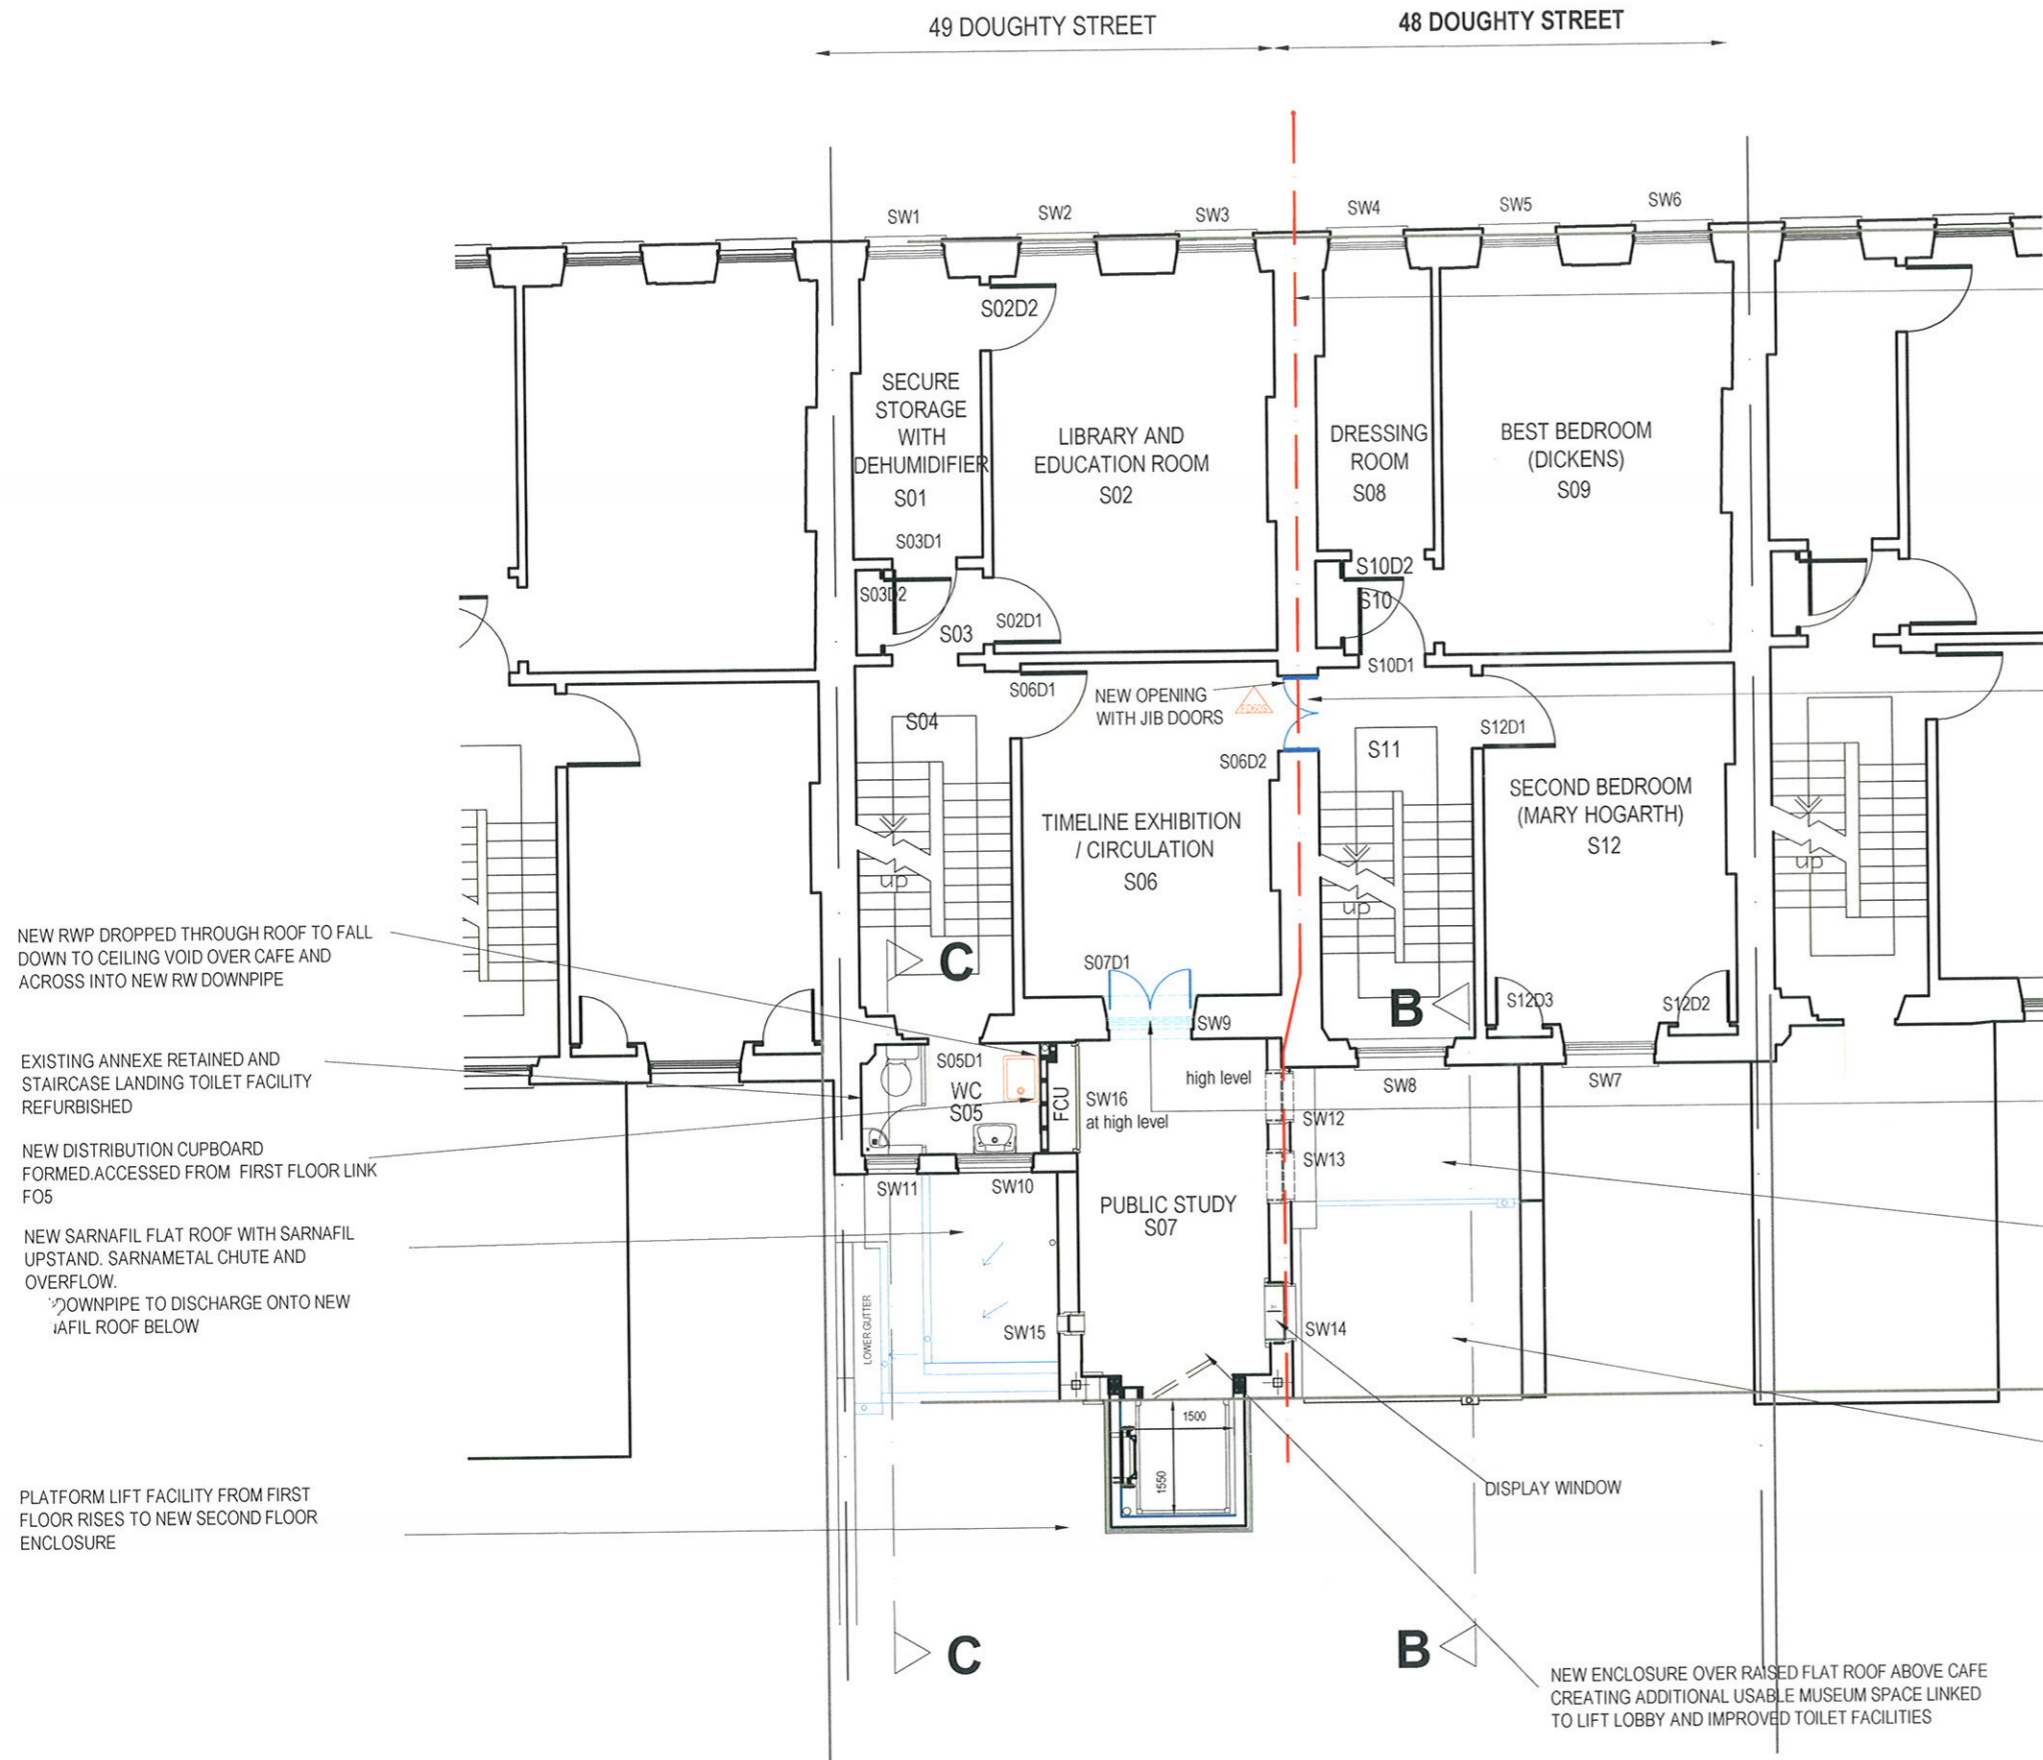 49 DOUGHTY STREET
48 DOUGHTY STREET
SW1
SW2
SW3
SW4
SW5
SW6
S02D2
SECURE
STORAGE
WITH
DEHUMIDIFIER
S01
LIBRARY AND
EDUCATION ROOM
S02
DRESSING
ROOM
S08
BEST BEDROOM
(DICKENS)
S09
S03D1
S03D2
S03
S02D1
S10D2
S10
S10D1
S06D1
NEW OPENING
WITH JIB DOORS
S04
S06D2
S11
S12D1
up
TIMELINE EXHIBITION
/ CIRCULATION
S06
up
SECOND BEDROOM
(MARY HOGARTH)
S12
up
C
S07D1
B
S12D3
S12D2
SW9
NEW RWP DROPPED THROUGH ROOF TO FALL
DOWN TO CEILING VOID OVER CAFE AND
ACROSS INTO NEW RW DOWNPIPE
EXISTING ANNEXE RETAINED AND
STAIRCASE LANDING TOILET FACILITY
REFURBISHED
S05D1
WC
S05
FCU
SW16
at high level
high level
SW8
SW7
SW12
SW13
NEW DISTRIBUTION CUPBOARD
FORMED.ACCESSED FROM FIRST FLOOR LINK
FO5
SW11
SW10
PUBLIC STUDY
S07
NEW SARNAFIL FLAT ROOF WITH SARNAFIL
UPSTAND. SARNAMETAL CHUTE AND
OVERFLOW.
DOWNPIPE TO DISCHARGE ONTO NEW
AFIL ROOF BELOW
LOWER GUTTER
SW15
SW14
1500
1550
DISPLAY WINDOW
PLATFORM LIFT FACILITY FROM FIRST
FLOOR RISES TO NEW SECOND FLOOR
ENCLOSURE
C
B
NEW ENCLOSURE OVER RAISED FLAT ROOF ABOVE CAFE
CREATING ADDITIONAL USABLE MUSEUM SPACE LINKED
TO LIFT LOBBY AND IMPROVED TOILET FACILITIES